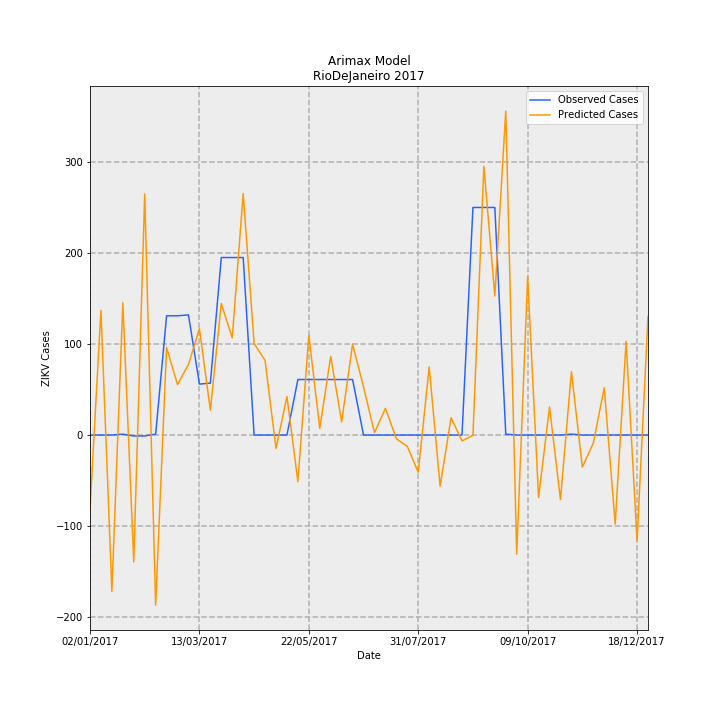 Arimax Model
RioDeJaneiro 2017
Observed Cases
Predicted Cases
300
200
100
0
−100
−200
ZIKV Cases
02/01/2017 13/03/2017 22/05/2017 31/07/2017 09/10/2017 18/12/2017
Date